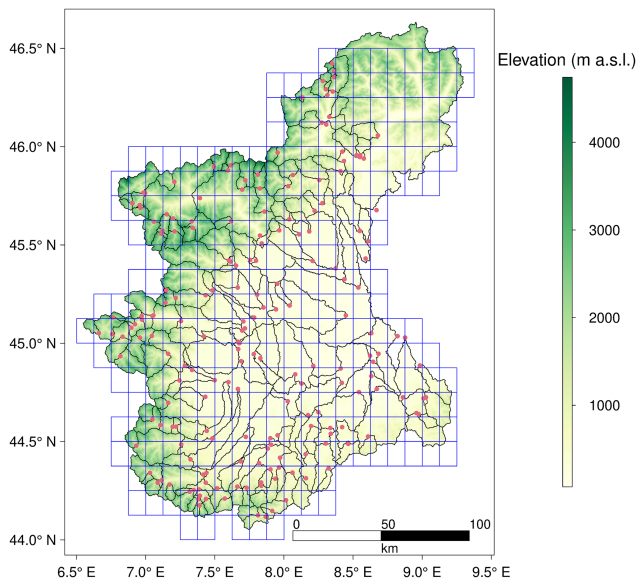 46.5° N
46.0° N
45.5° N
45.0° N
44.5° N
44.0° N
6.5° E 7.0° E 7.5° E 8.0° E 8.5° E 9.0° E 9.5° E
0 50 100
km
Elevation (m a.s.l.)
4000
3000
2000
1000